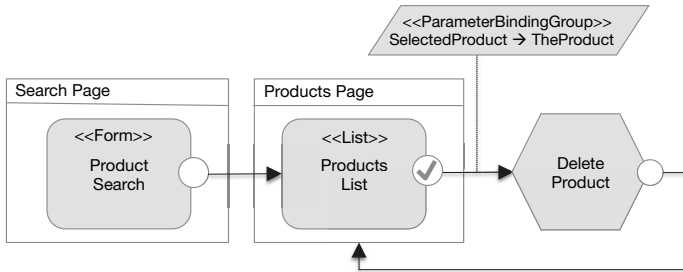 <<ParameterBindingGroup>>
SelectedProduct → TheProduct
Search Page
Products Page
<<Form>>
Product
Search
<<List>>
Products
List
Delete
Product